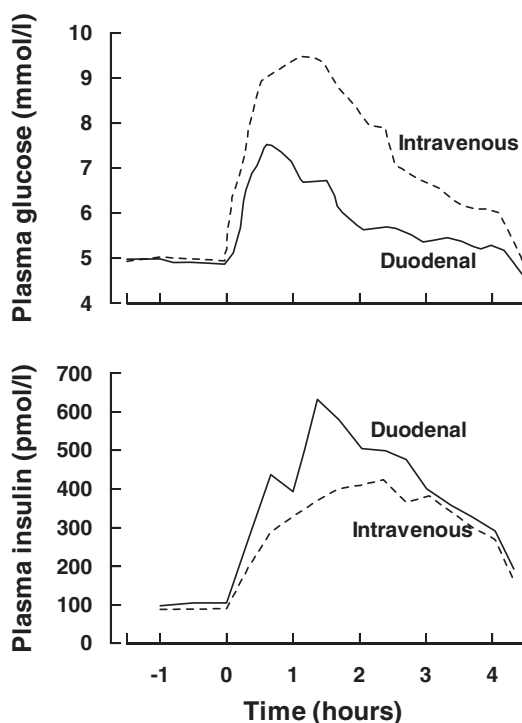 Plasma glucose (mmol/l)
10
9
8
7
6
5
4
Intravenous
Duodenal
Plasma insulin (pmol/l)
700
600
500
400
300
200
100
0
Duodenal
Intravenous
-1 0 1 2 3 4
Time (hours)